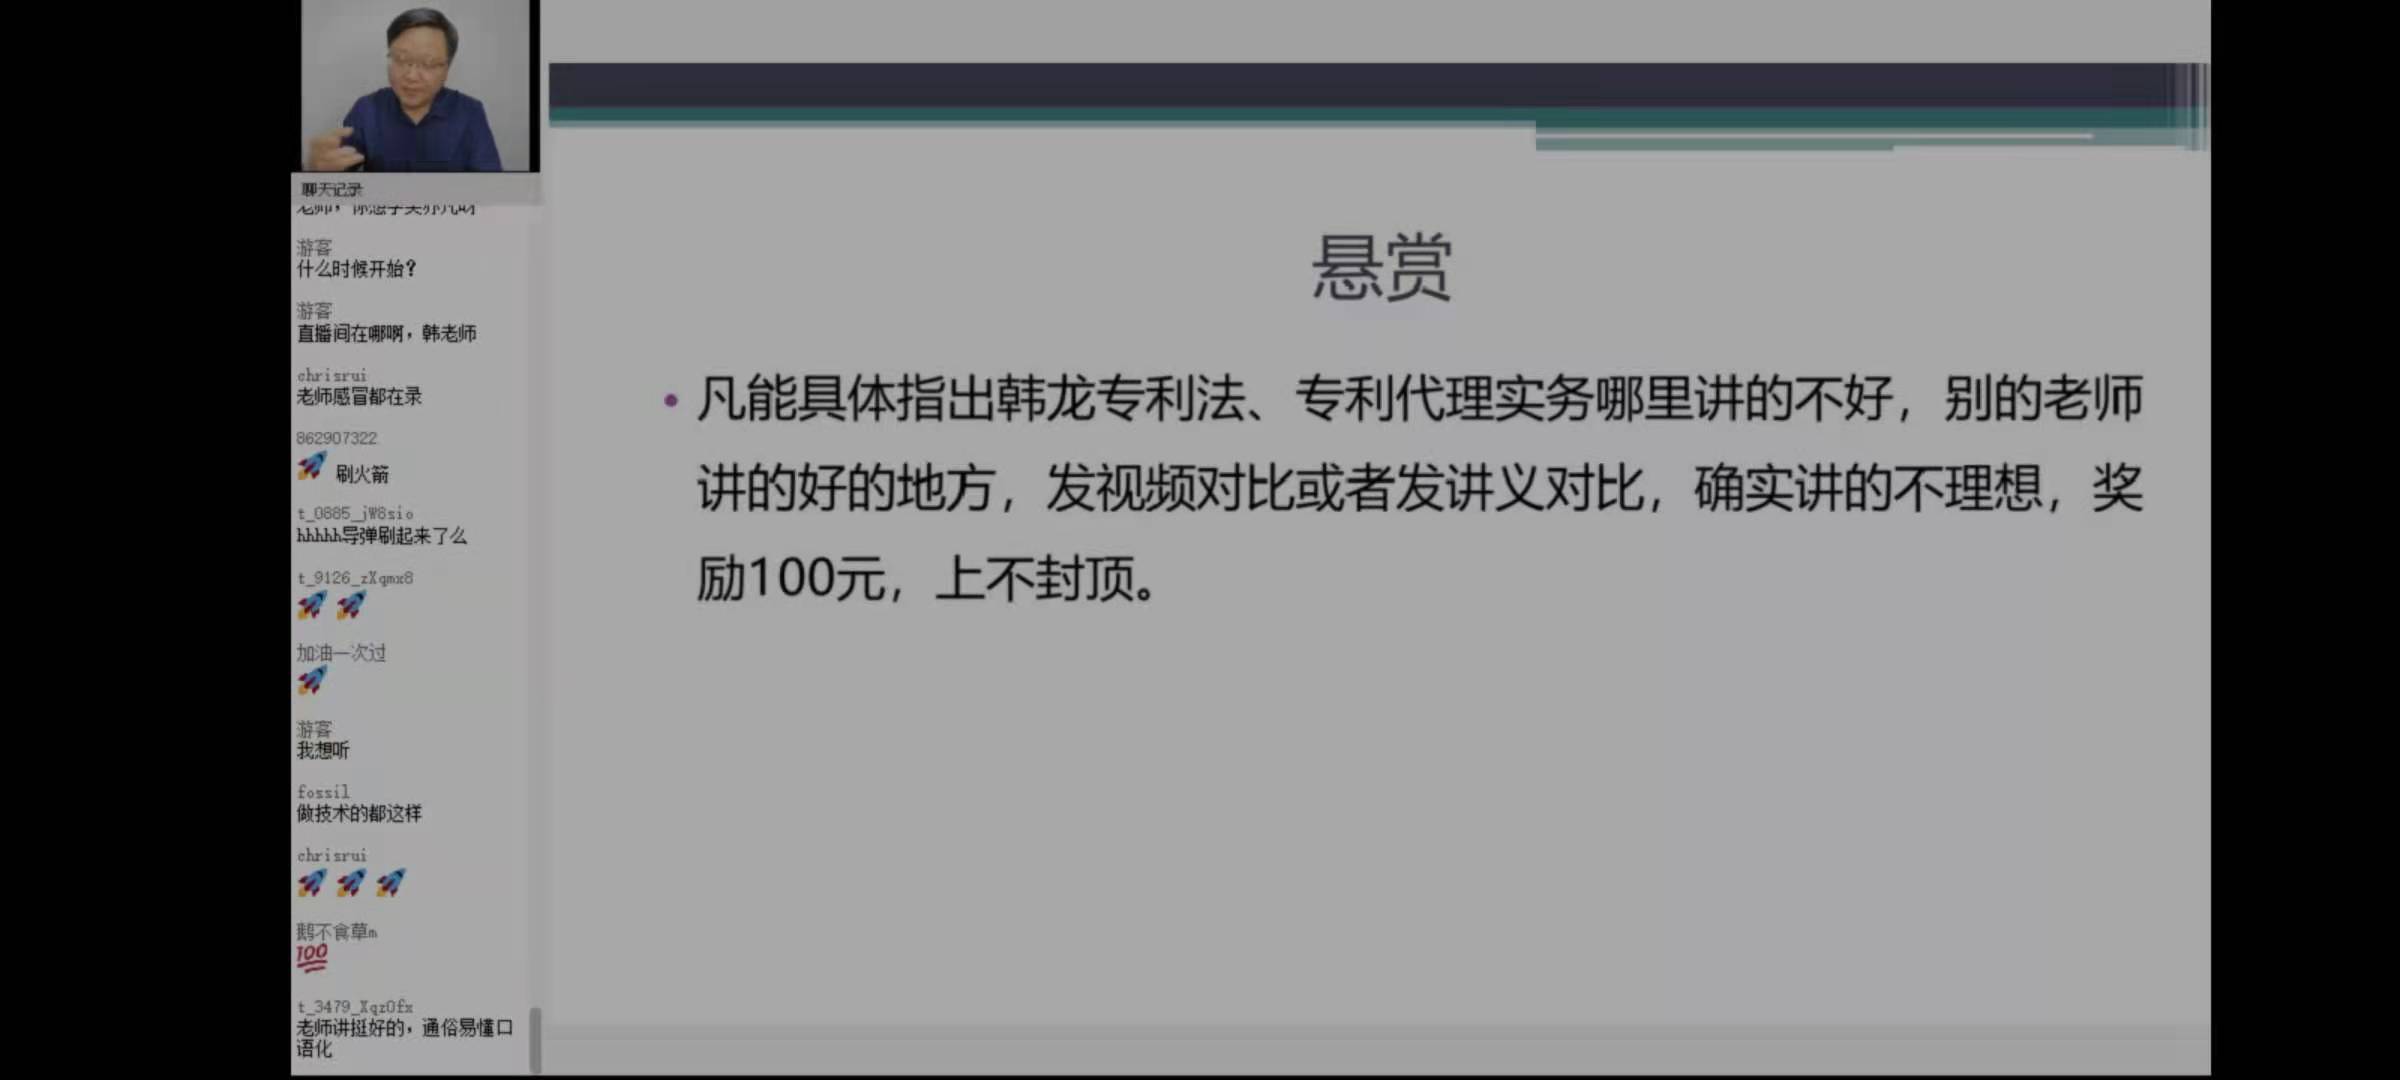 聊天记录
游客
什么时候开始?
游客
直播间在哪啊，韩老师
chrisrui
老师感冒都在录
862907322
刷火箭
t_0885_jW8sio
hhhhh导弹刷起来了么
t_9126_zXqmx8
加油一次过
游客
我想听
fossil
做技术的都这样
chrisrui
鹅不食草m
100
t_3479_XqzOfx
老师讲挺好的，通俗易懂口
语化
悬赏
• 凡能具体指出韩龙专利法、专利代理实务哪里讲的不好，别的老师
讲的好的地方，发视频对比或者发讲义对比，确实讲的不理想，奖
励100元，上不封顶。